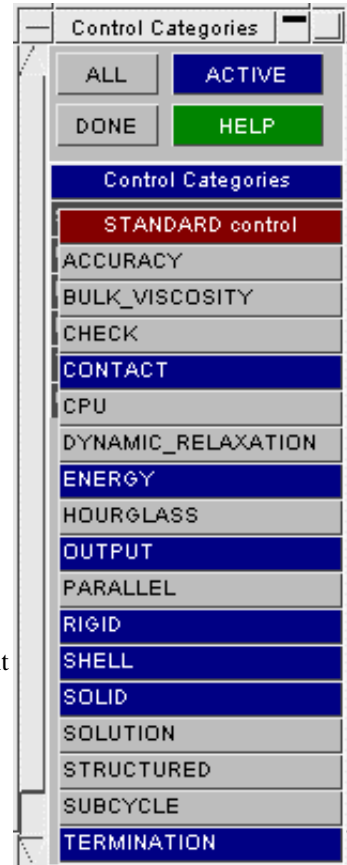 Control Categories
ALL ACTIVE
DONE HELP
Control Categories
STANDARD control
ACCURACY
BULK_VISCOSITY
CHECK
CONTACT
CPU
DYNAMIC_RELAXATION
ENERGY
HOURGLASS
OUTPUT
PARALLEL
RIGID
SHELL
SOLID
SOLUTION
STRUCTURED
SUBCYCLE
TERMINATION